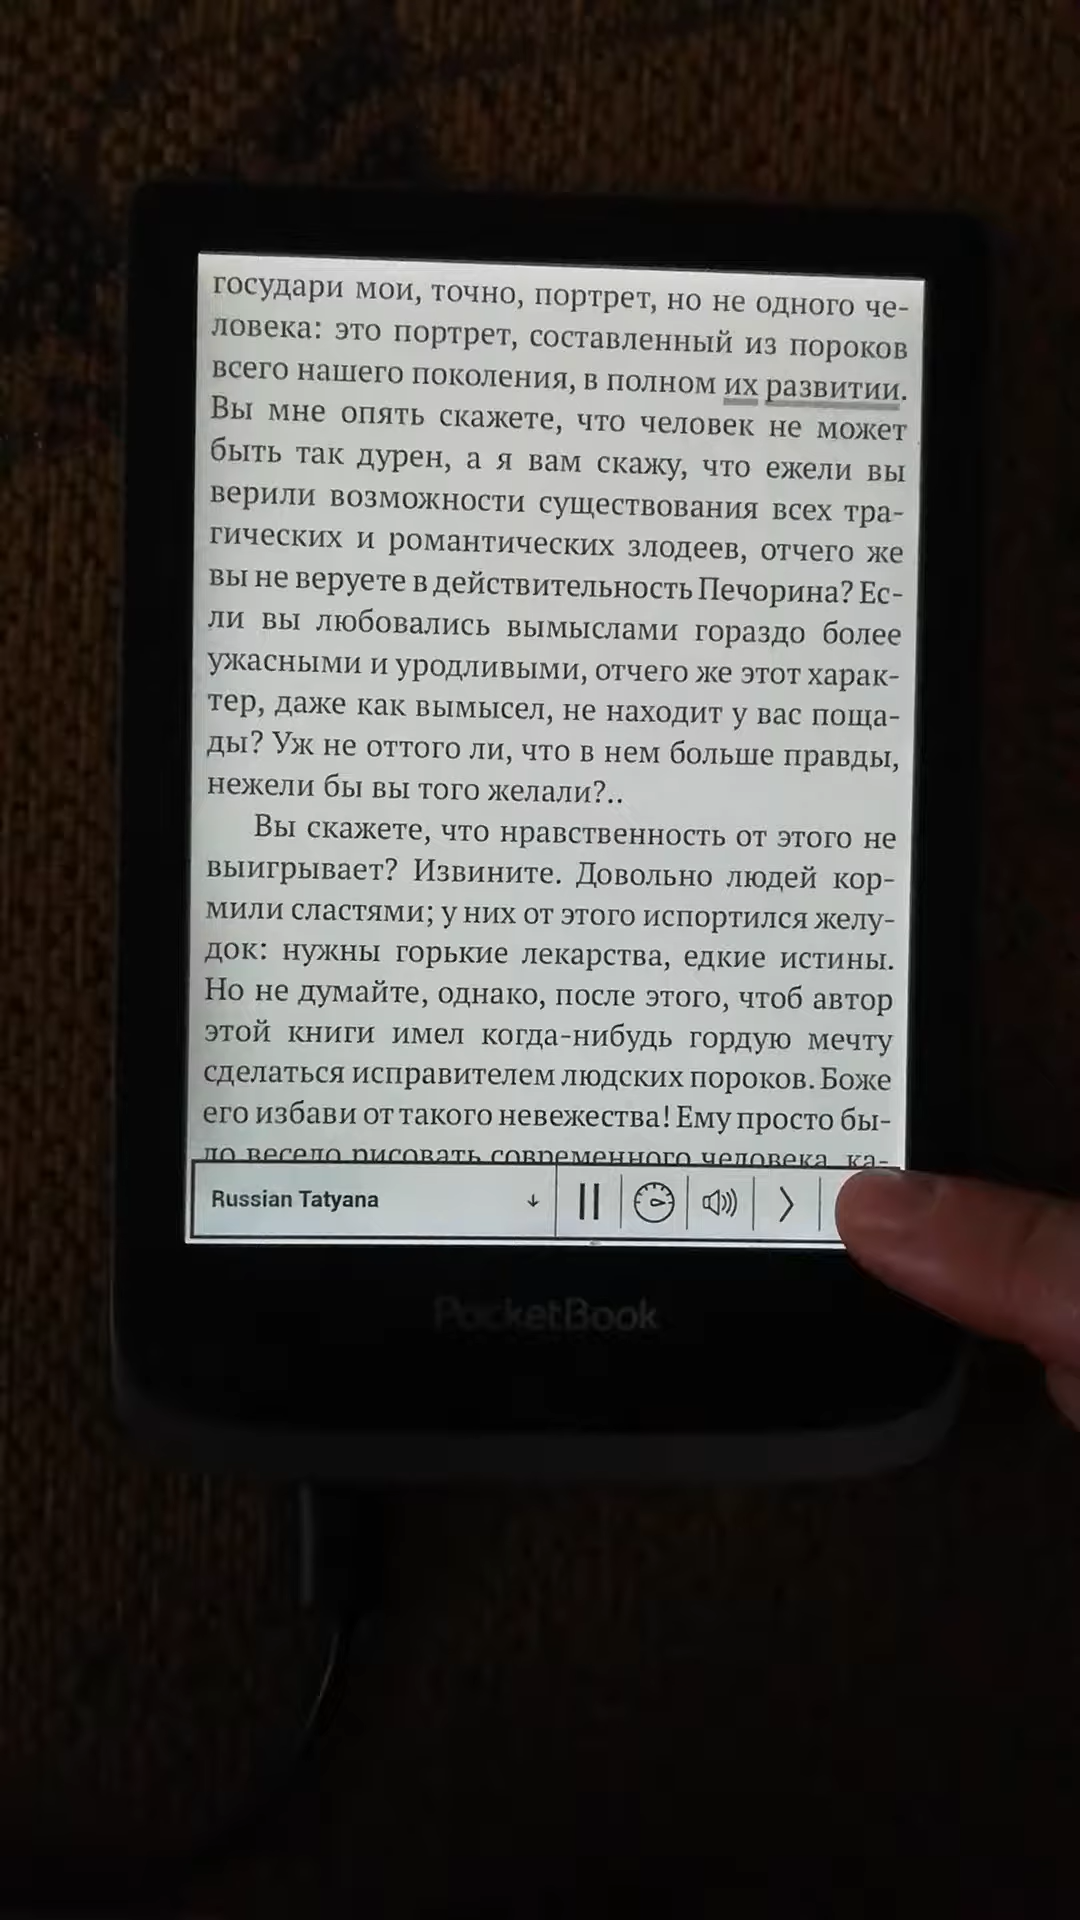 государи мои, точно, портрет, но не одного че-
ловека: это портрет, составленный из пороков
всего нашего поколения, в полном их развитии.
Вы мне опять скажете, что человек не может
быть так дурен, а я вам скажу, что ежели вы
верили возможности существования всех тра-
гических и романтических злодеев, отчего же
вы не веруете в действительность Печорина? Ес-
ли вы любовались вымыслами гораздо более
ужасными и уродливыми, отчего же этот харак-
тер, даже как вымысел, не находит у вас поща-
ды? Уж не оттого ли, что в нем больше правды,
нежели бы вы того желали?..
Вы скажете, что нравственность от этого не
выигрывает? Извините. Довольно людей кор-
мили сластями; у них от этого испортился желу-
док: нужны горькие лекарства, едкие истины.
Но не думайте, однако, после этого, чтоб автор
этой книги имел когда-нибудь гордую мечту
сделаться исправителем людских пороков. Боже
его избави от такого невежества! Ему просто бы-
ло весело рисовать современного человека, ка-
Russian Tatyana
PocketBook